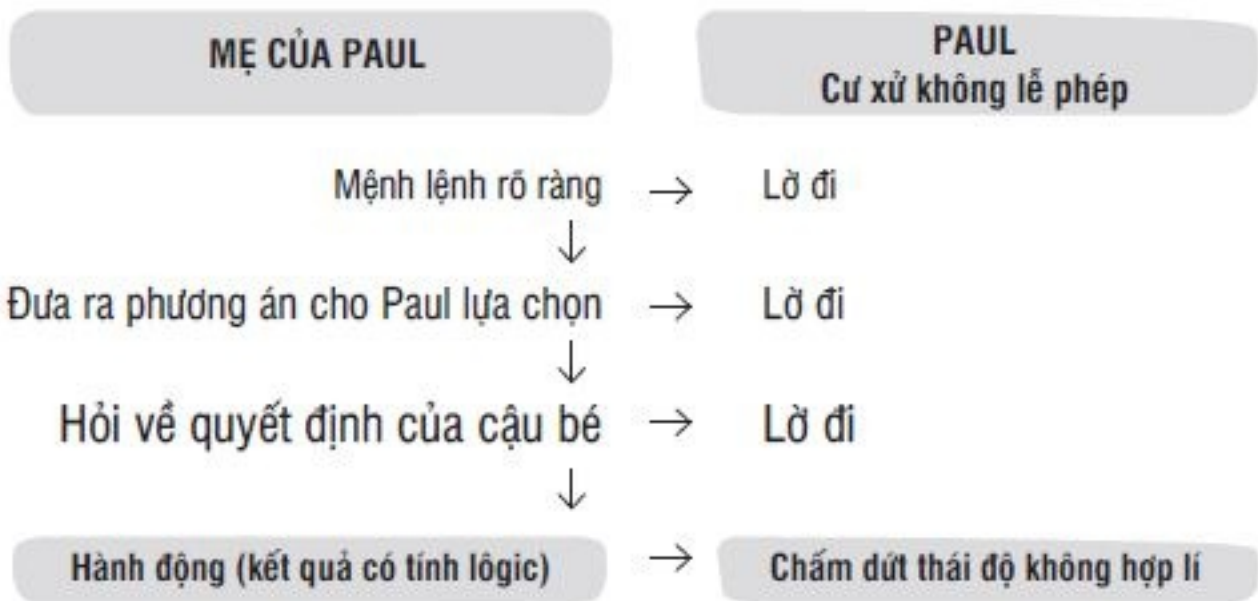 MẸ CỦA PAUL
PAUL
Cư xử không lễ phép
Mệnh lệnh rõ ràng → Lờ đi
↓
Đưa ra phương án cho Paul lựa chọn → Lờ đi
↓
Hỏi về quyết định của cậu bé → Lờ đi
↓
Hành động (kết quả có tính lôgic) → Chấm dứt thái độ không hợp lí